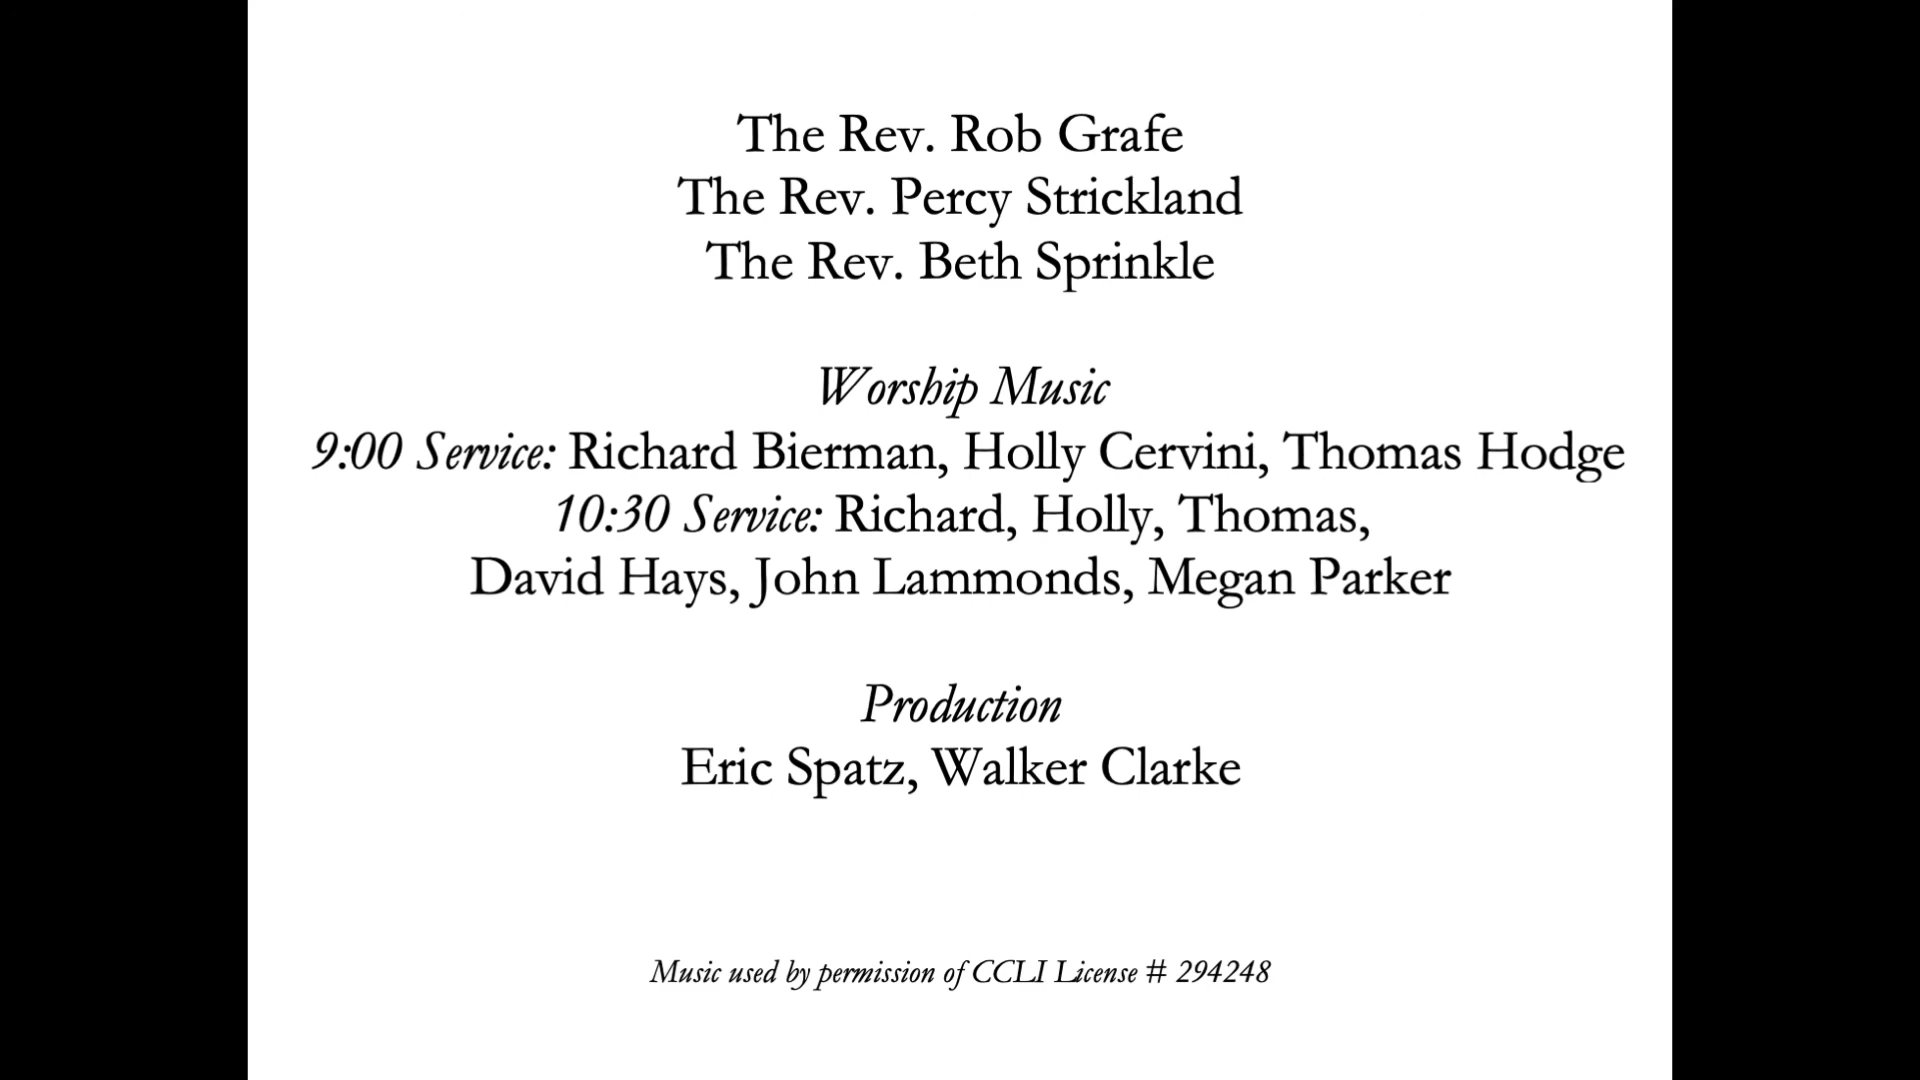 The Rev. Rob Grafe
The Rev. Percy Strickland
The Rev. Beth Sprinkle
Worship Music
9:00 Service: Richard Bierman, Holly Cervini, Thomas Hodge
10:30 Service: Richard, Holly, Thomas,
David Hays, John Lammonds, Megan Parker
Production
Eric Spatz, Walker Clarke
Music used by permission of CCLI License # 294248